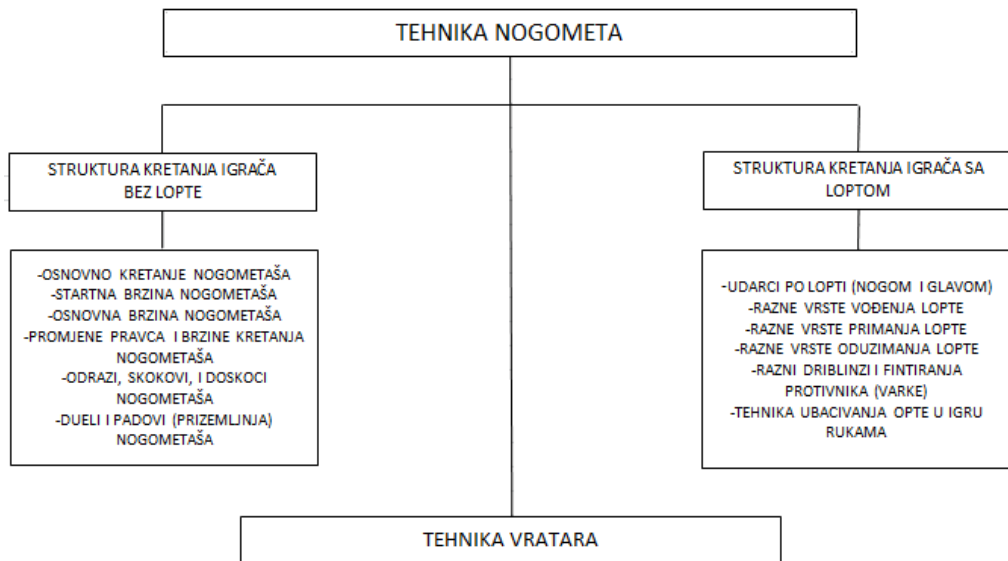 TEHNIKA NOGOMETA
STRUKTURA KRETANJA IGRAČA
BEZ LOPTE
-OSNOVNO KRETANJE NOGOMETAŠA
-STARTNA BRZINA NOGOMETAŠA
-OSNOVNA BRZINA NOGOMETAŠA
-PROMJENE PRAVCA I BRZINE KRETANJA
NOGOMETAŠA
-ODRAZI, SKOKOVI, I DOSKOCI
NOGOMETAŠA
-DUELI I PADOVI (PRIZEMLJNJA)
NOGOMETAŠA
STRUKTURA KRETANJA IGRAČA SA
LOPTOM
-UDARCI PO LOPTI (NOGOM I GLAVOM)
-RAZNE VRSTE VOĐENJA LOPTE
-RAZNE VRSTE PRIMANJA LOPTE
-RAZNE VRSTE ODUZIMANJA LOPTE
-RAZNI DRIBLINZI I FINTIRANJA
PROTIVNIKA (VARKE)
-TEHNIKA UBACIVANJA OPTE U IGRU
RUKAMA
TEHNIKA VRATARA